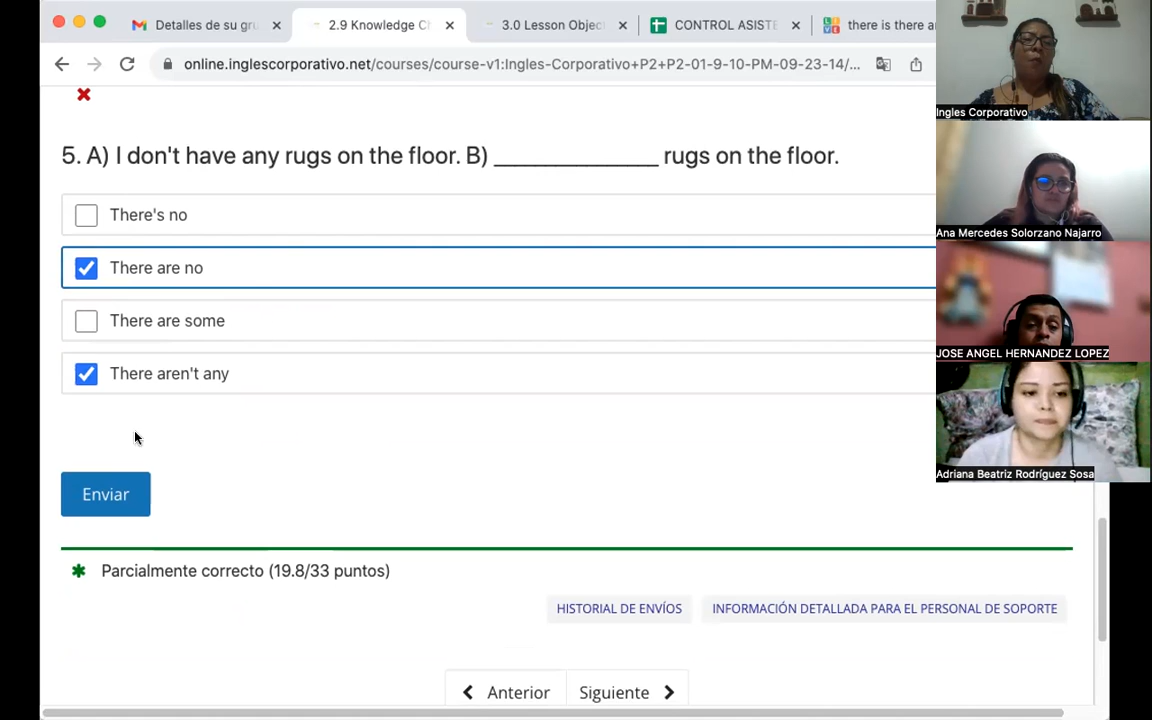 Detalles de su gru
2.9 Knowledge C
3.0 Lesson Objec
CONTROL ASISTE
there is there ar
online.inglescorporativo.net/courses/course-v1:Ingles-Corporativo+P2+P2-01-9-10-PM-09-23-14/...
Ingles Corporativo
5. A) I don't have any rugs on the floor. B) _______________ rugs on the floor.
There's no
Ana Mercedes Solorzano Najarro
There are no
There are some
JOSE ANGEL HERNANDEZ LOPEZ
There aren't any
Adriana Beatriz Rodríguez Sosa
Enviar
Parcialmente correcto (19.8/33 puntos)
HISTORIAL DE ENVÍOS
INFORMACIÓN DETALLADA PARA EL PERSONAL DE SOPORTE
Anterior
Siguiente